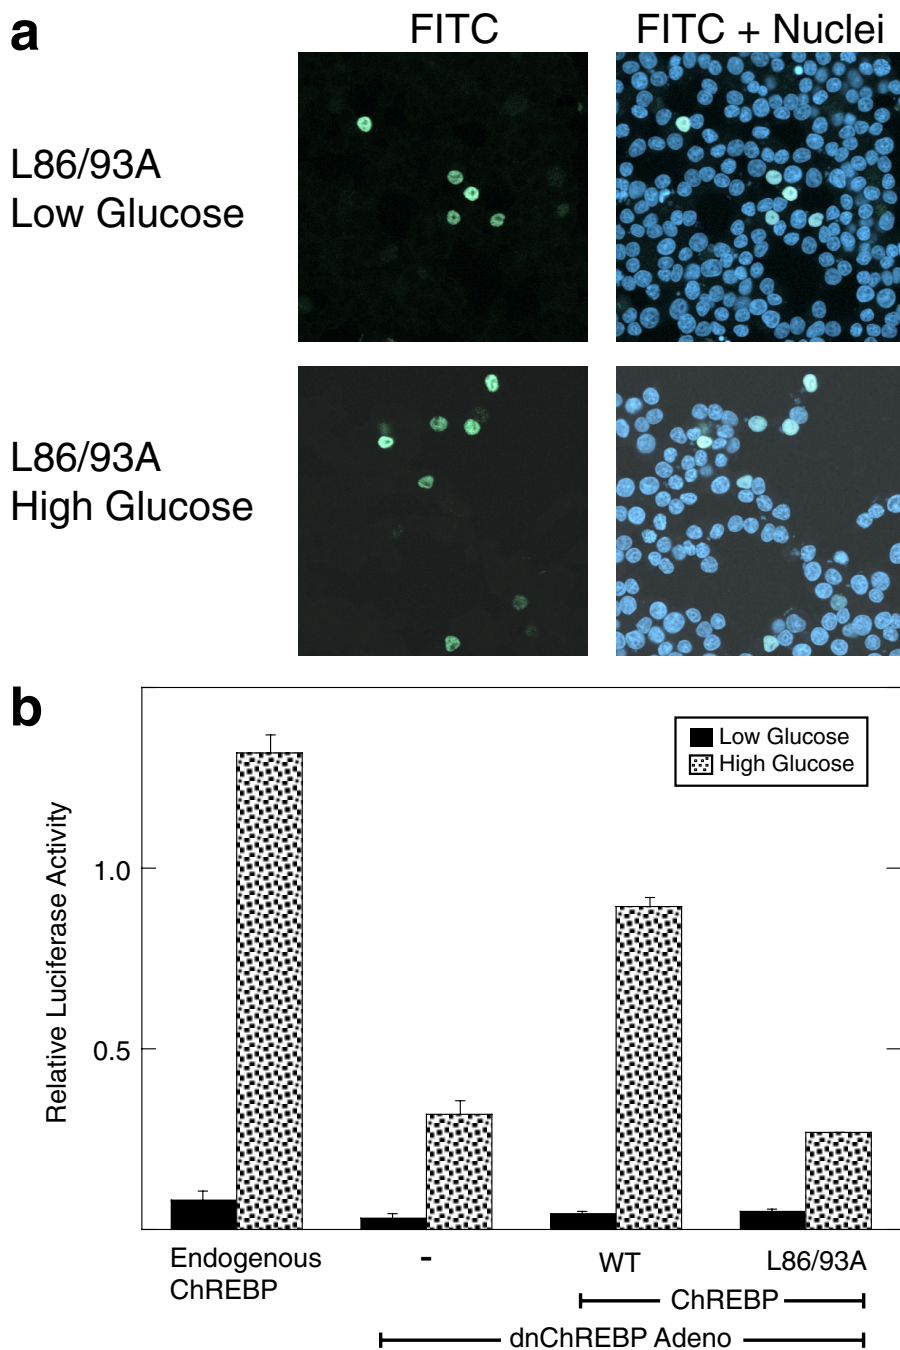 a
FITC
FITC + Nuclei
L86/93A
Low Glucose
L86/93A
High Glucose
b
Low Glucose
High Glucose
Relative Luciferase Activity
1.0
0.5
Endogenous
ChREBP
-
WT
L86/93A
ChREBP
dnChREBP Adeno